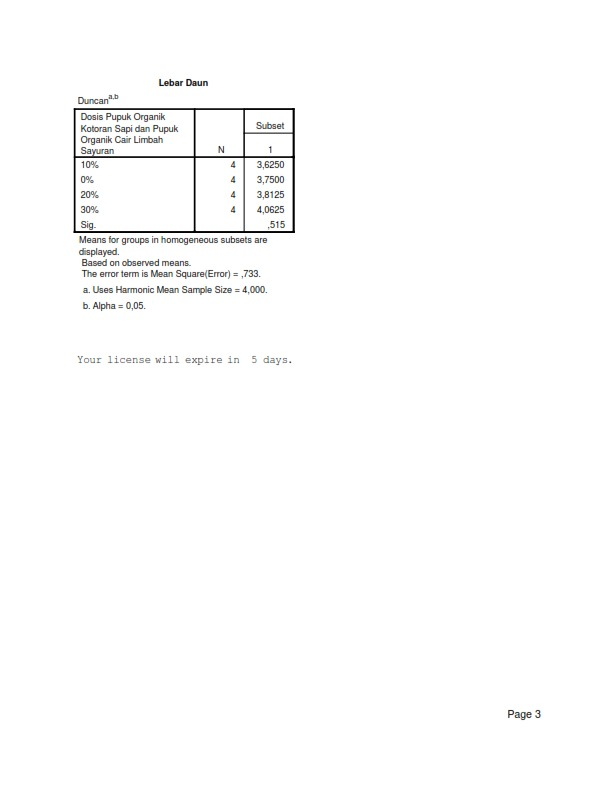 Lebar Daun
Duncan^a,b
Dosis Pupuk Organik
Kotoran Sapi dan Pupuk
Organik Cair Limbah
Sayuran
N
Subset
1
10% 4 3,6250
0% 4 3,7500
20% 4 3,8125
30% 4 4,0625
Sig. ,515
Means for groups in homogeneous subsets are
displayed.
Based on observed means.
The error term is Mean Square(Error) = ,733.
a. Uses Harmonic Mean Sample Size = 4,000.
b. Alpha = 0,05.
Your license will expire in  5 days.
Page 3